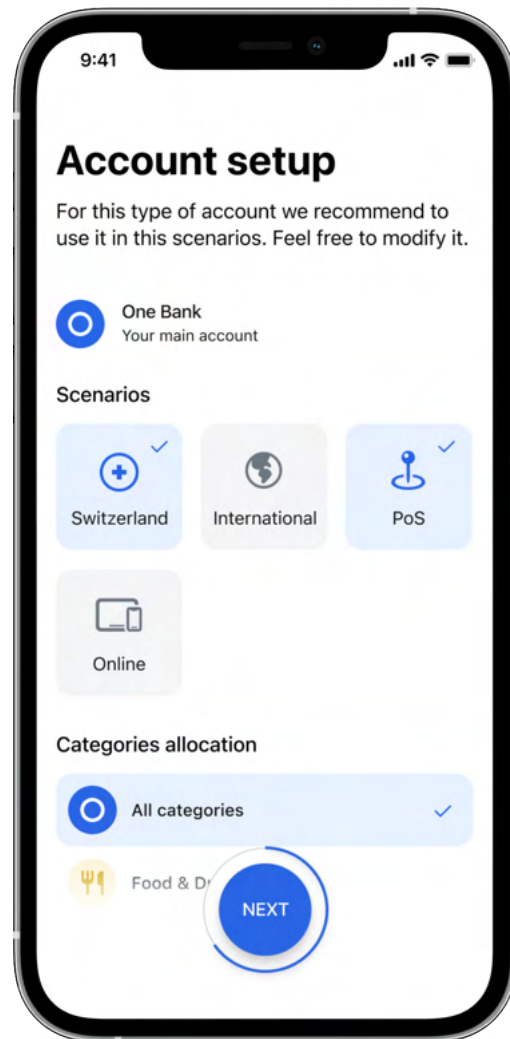 9:41
Account setup
For this type of account we recommend to
use it in this scenarios. Feel free to modify it.
One Bank
Your main account
Scenarios
Switzerland
International
PoS
Online
Categories allocation
All categories
Food &
NEXT